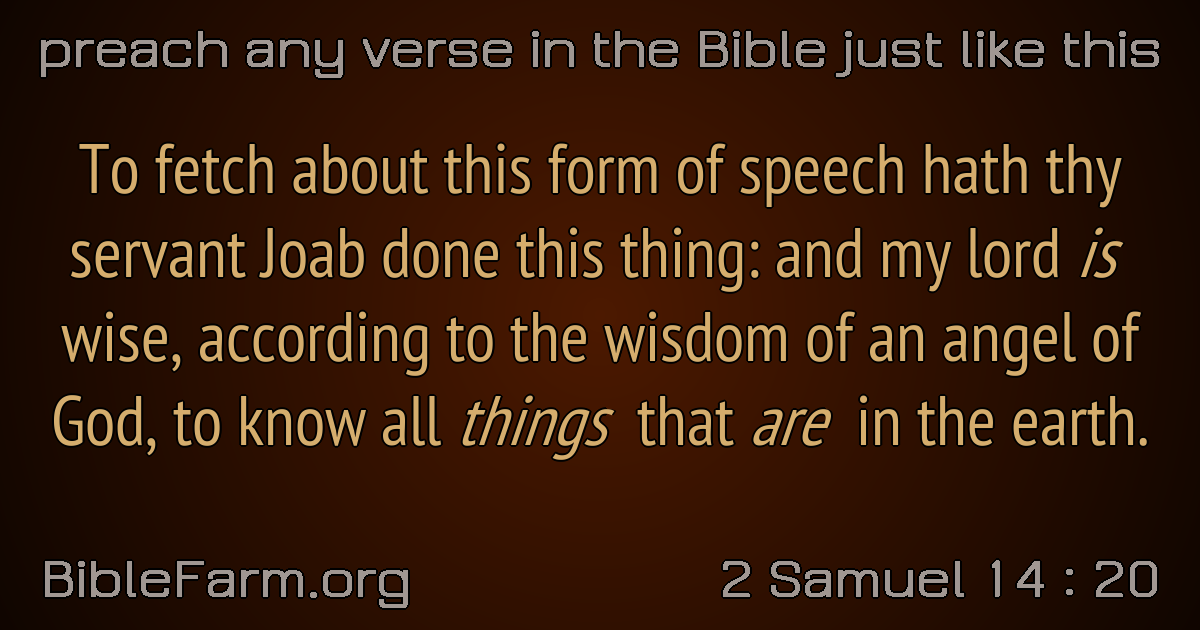 preach any verse in the Bible just like this
To fetch about this form of speech hath thy
servant Joab done this thing: and my lord is
wise, according to the wisdom of an angel of
God, to know all things that are in the earth.
BibleFarm.org
2 Samuel 14 : 20